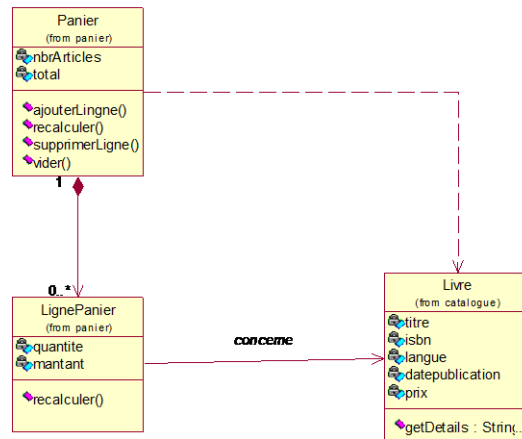 Panier
(from panier)
nbrArticles
total
ajouterLingne()
recalculer()
supprimerLigne()
vider()
1
0..*
LignePanier
(from panier)
quantite
mantant
recalculer()
concerne
Livre
(from catalogue)
titre
isbn
langue
datepublication
prix
getDetails : String...